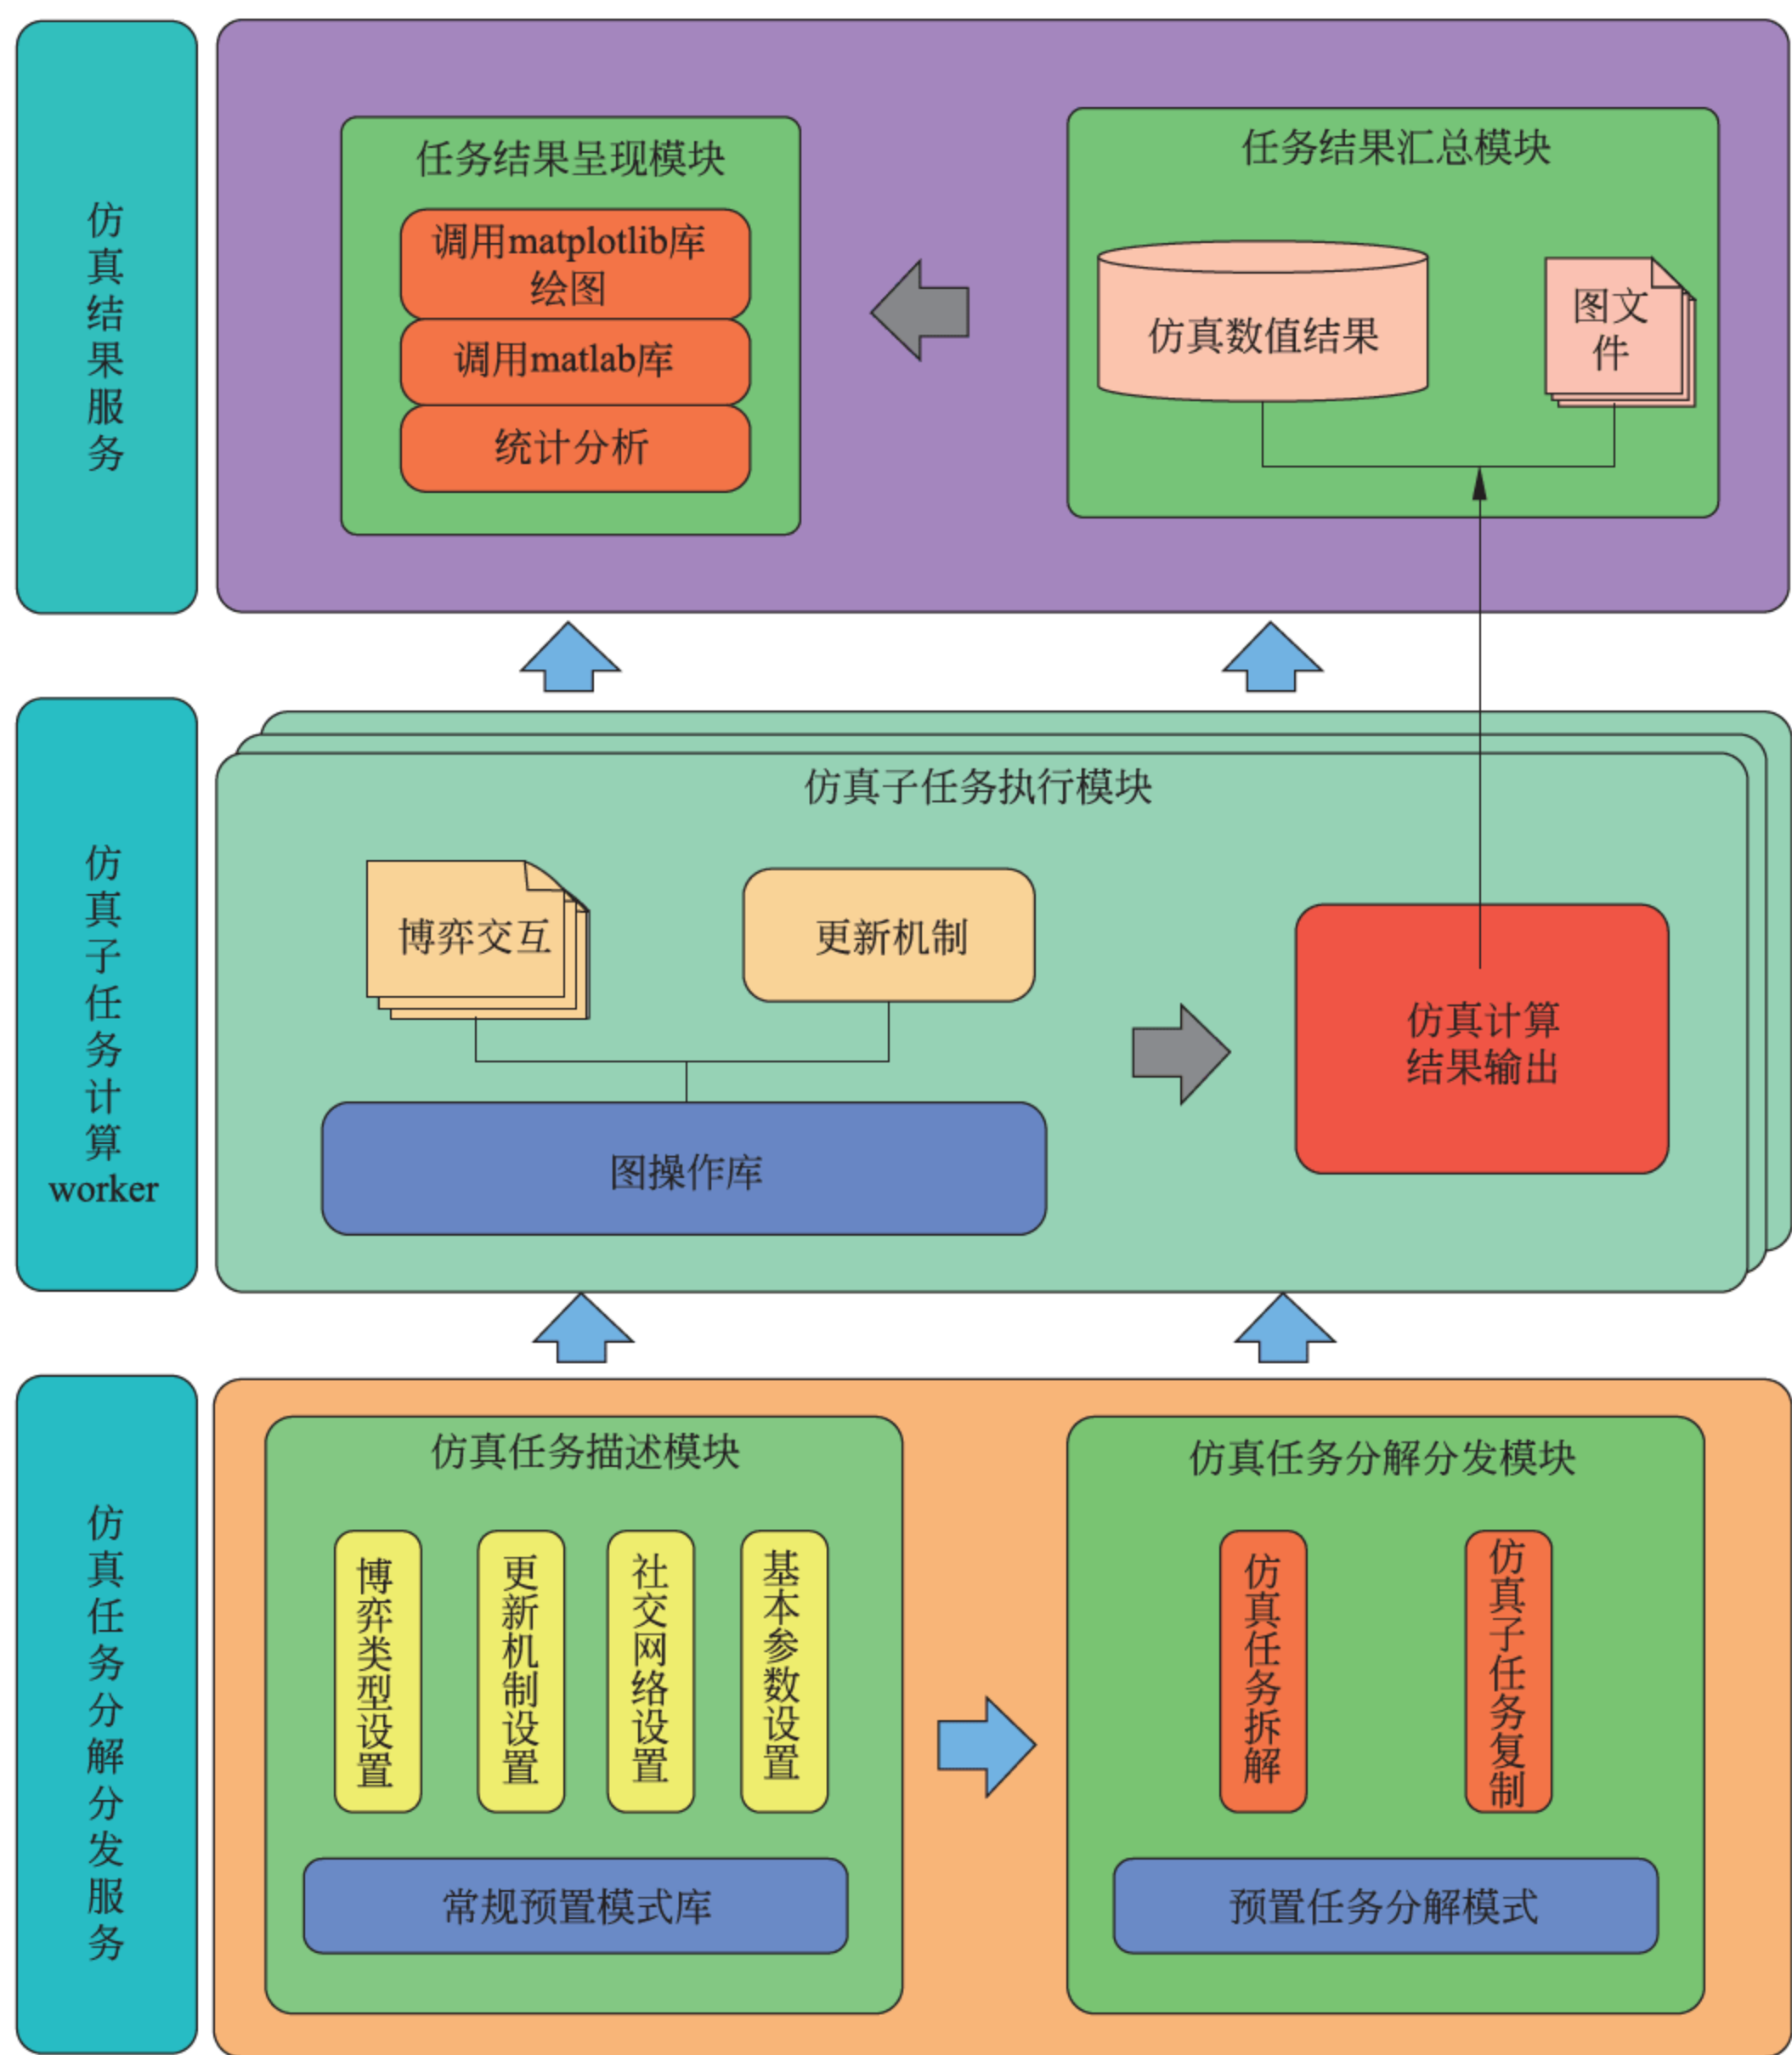 仿真结果服务
任务结果呈现模块
调用matplotlib库
绘图
调用matlab库
统计分析
任务结果汇总模块
仿真数值结果
图文
件
仿真子任务计算
worker
仿真子任务执行模块
博弈交互
更新机制
图操作库
仿真计算
结果输出
仿真任务分解分发服务
仿真任务描述模块
博弈类型设置
更新机制设置
社交网络设置
基本参数设置
常规预置模式库
仿真任务分解分发模块
仿真任务拆解
仿真子任务复制
预置任务分解模式